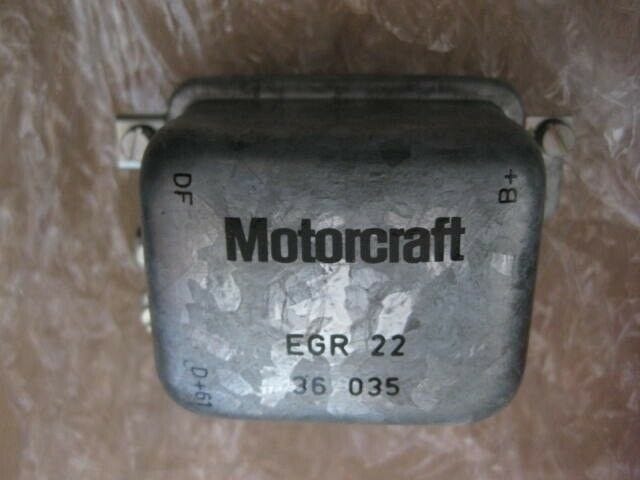 DF
B+
Motorcraft
EGR 22
36 035
D+61